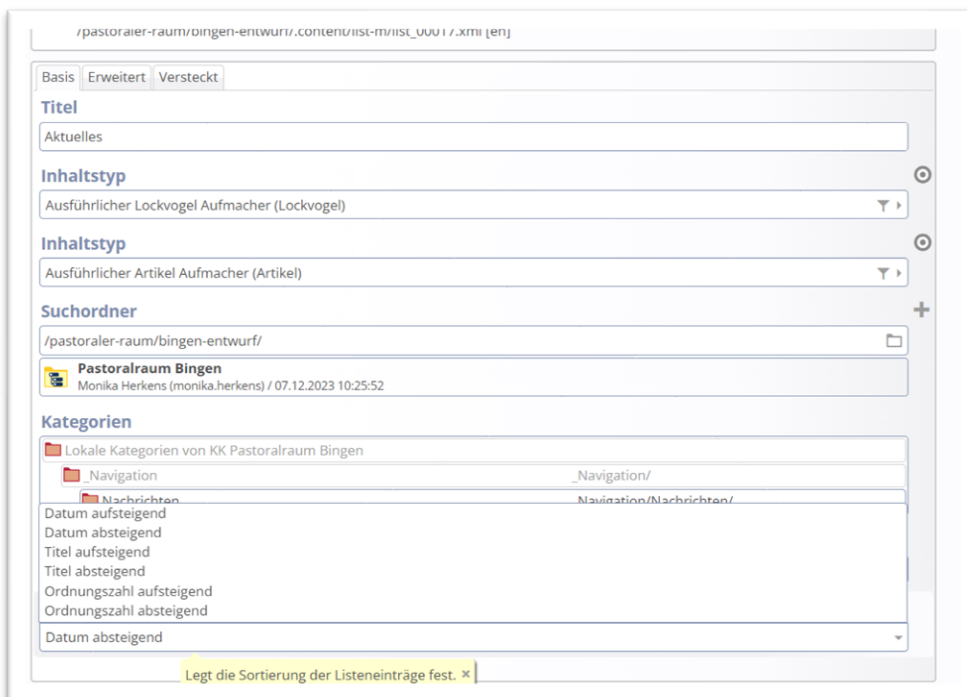 /pastoraler-raum/bingen-entwurf/.content/list-m/list_00017.xml [en]
Basis Erweitert Versteckt
Titel
Aktuelles
Inhaltstyp
Ausführlicher Lockvogel Aufmacher (Lockvogel)
Inhaltstyp
Ausführlicher Artikel Aufmacher (Artikel)
Suchordner
/pastoraler-raum/bingen-entwurf/
Pastoralraum Bingen
Monika Herkens (monika.herkens) / 07.12.2023 10:25:52
Kategorien
Lokale Kategorien von KK Pastoralraum Bingen
_Navigation _Navigation/
Nachrichten _Navigation/Nachrichten/
Datum aufsteigend
Datum absteigend
Titel aufsteigend
Titel absteigend
Ordnungszahl aufsteigend
Ordnungszahl absteigend
Datum absteigend
Legt die Sortierung der Listeneinträge fest. ×